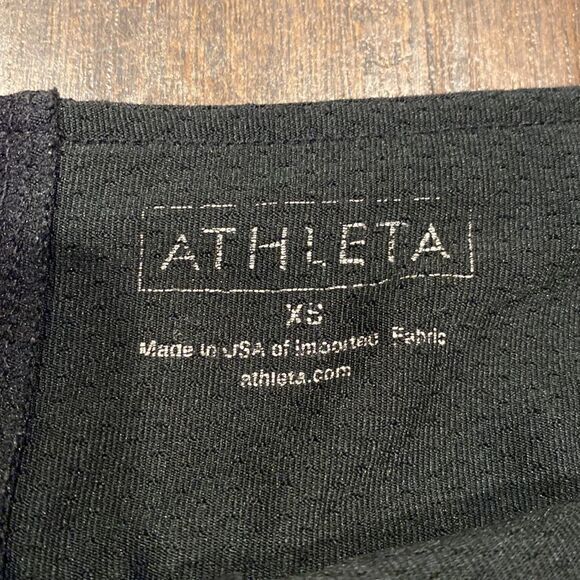 ATHLETA
XS
Made in USA of Imported Fabric
athleta.com